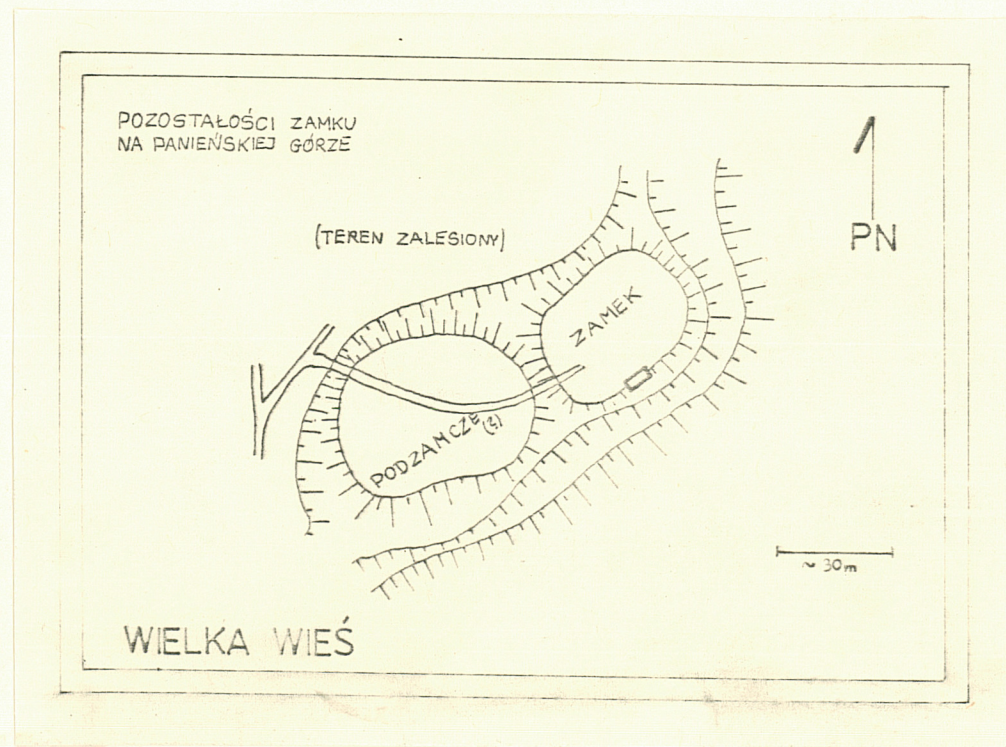 POZOSTAŁOŚCI ZAMKU
NA PANIEŃSKIEJ GÓRZE
PN
(TEREN ZALESIONY)
ZAMEK
PODZAMCZE (?)
~ 30m
WIELKA WIEŚ